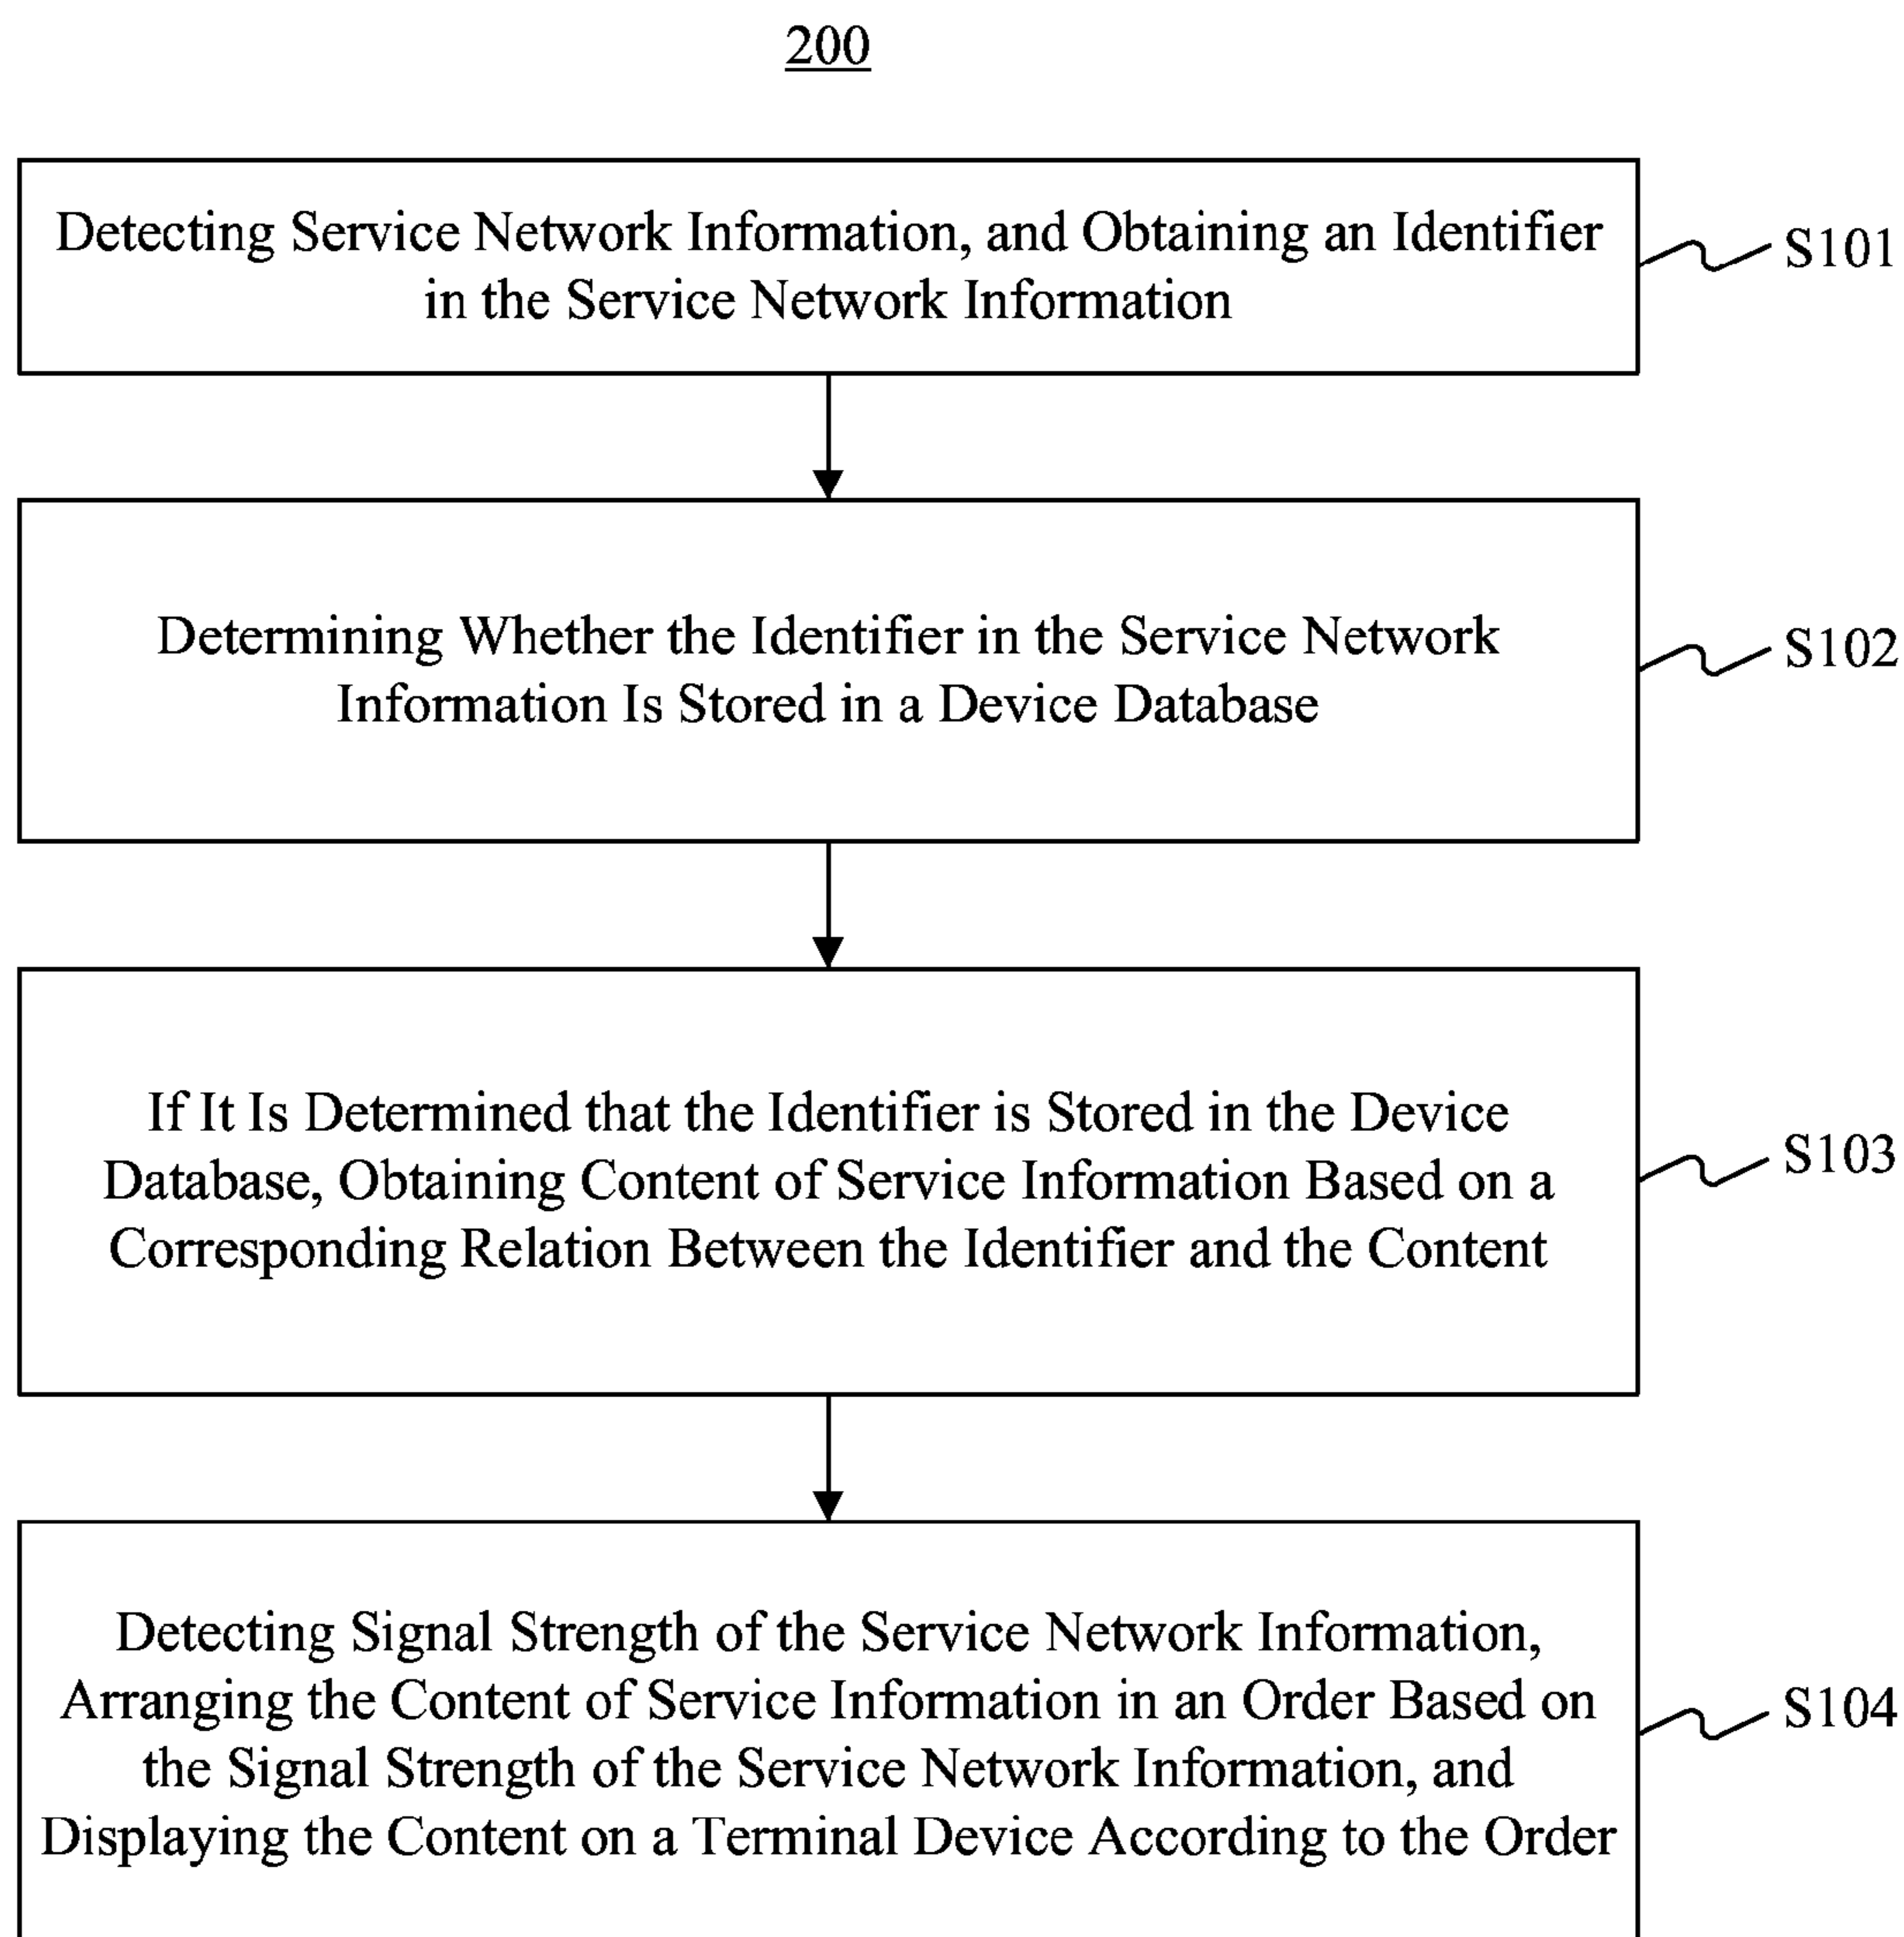 200
Detecting Service Network Information, and Obtaining an Identifier
in the Service Network Information
S101
Determining Whether the Identifier in the Service Network
Information Is Stored in a Device Database
S102
If It Is Determined that the Identifier is Stored in the Device
Database, Obtaining Content of Service Information Based on a
Corresponding Relation Between the Identifier and the Content
S103
Detecting Signal Strength of the Service Network Information,
Arranging the Content of Service Information in an Order Based on
the Signal Strength of the Service Network Information, and
Displaying the Content on a Terminal Device According to the Order
S104